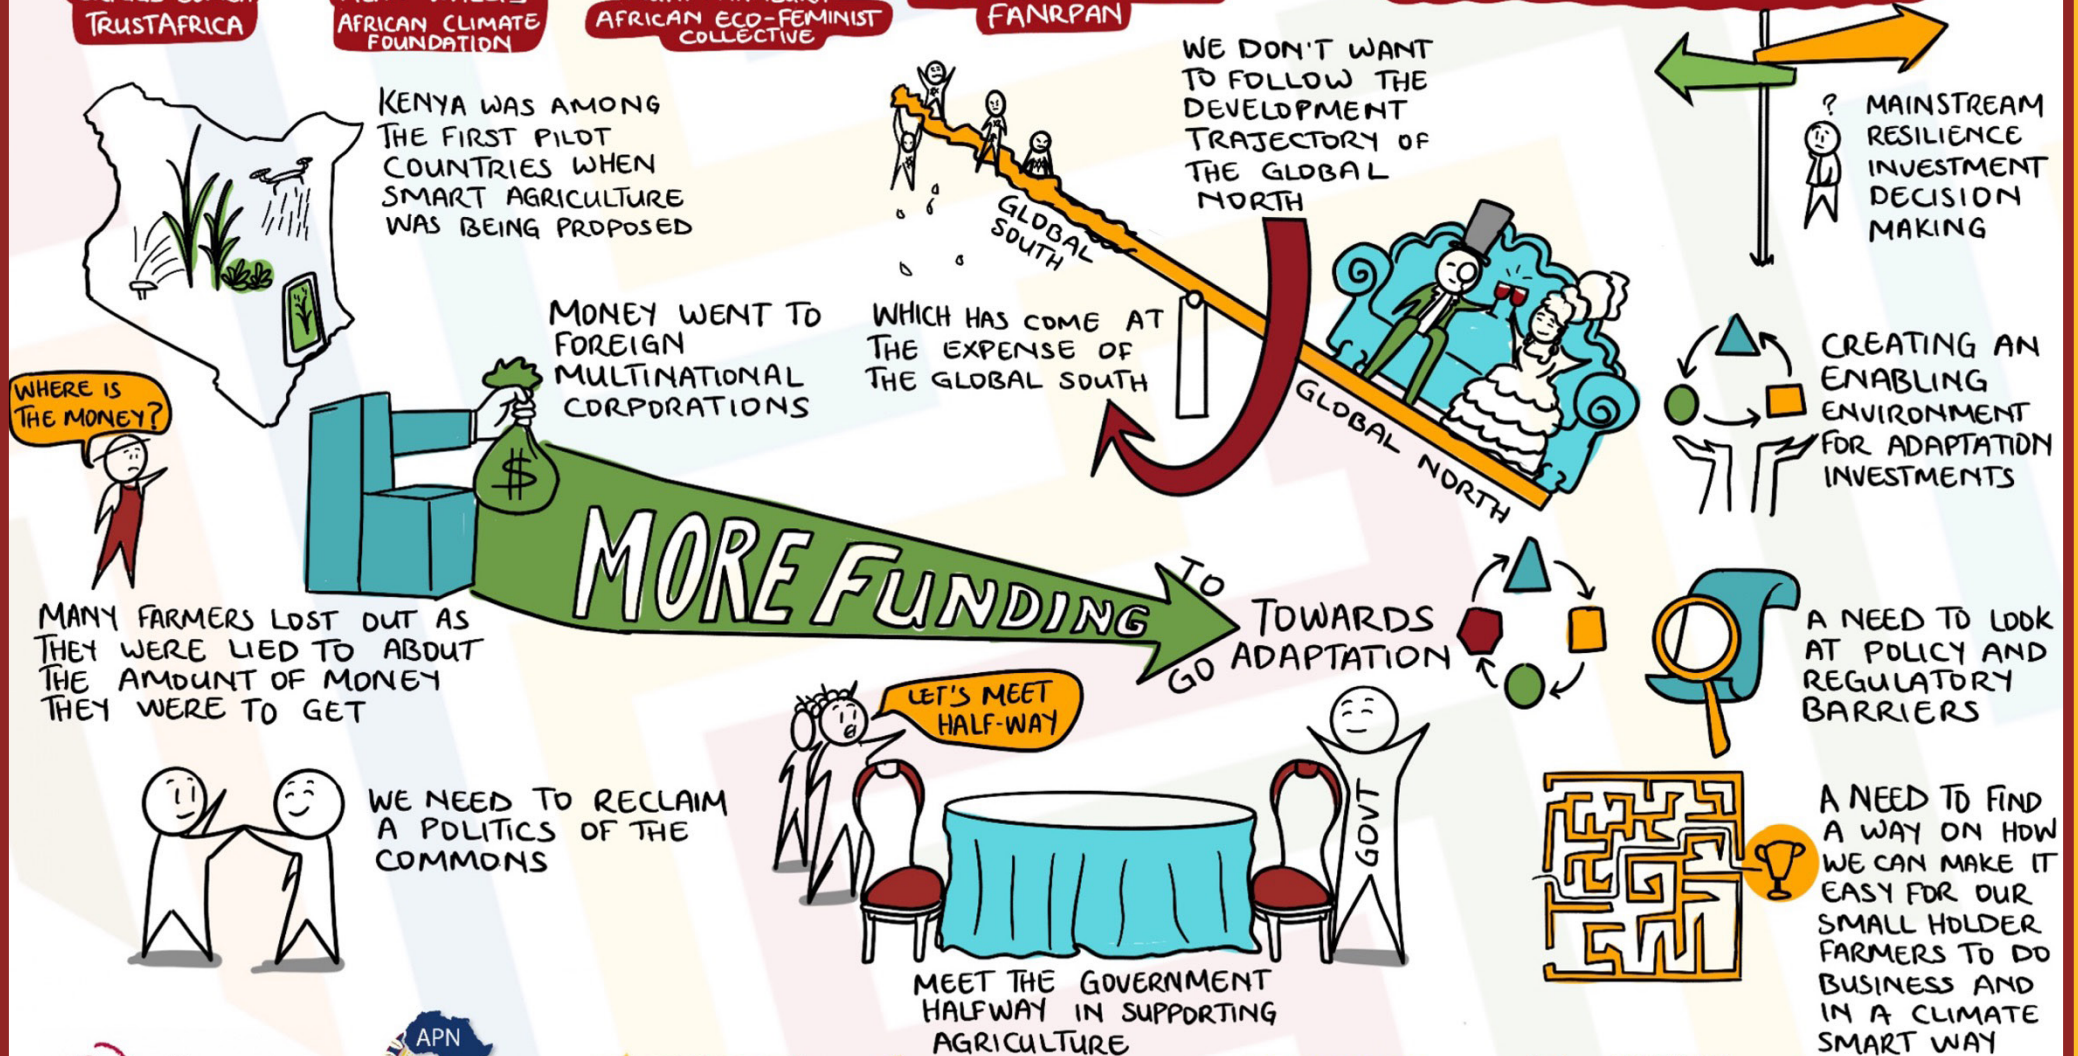 TRUSTAFRICA
AFRICAN CLIMATE
FOUNDATION
AFRICAN ECO-FEMINIST
COLLECTIVE
FANRPAN
KENYA WAS AMONG
THE FIRST PILOT
COUNTRIES WHEN
SMART AGRICULTURE
WAS BEING PROPOSED
WE DON'T WANT
TO FOLLOW THE
DEVELOPMENT
TRAJECTORY OF
THE GLOBAL
NORTH
GLOBAL
SOUTH
WHICH HAS COME AT
THE EXPENSE OF
THE GLOBAL SOUTH
GLOBAL NORTH
?
MAINSTREAM
RESILIENCE
INVESTMENT
DECISION
MAKING
MONEY WENT TO
FOREIGN
MULTINATIONAL
CORPORATIONS
WHERE IS
THE MONEY?
$
CREATING AN
ENABLING
ENVIRONMENT
FOR ADAPTATION
INVESTMENTS
MANY FARMERS LOST OUT AS
THEY WERE LIED TO ABOUT
THE AMOUNT OF MONEY
THEY WERE TO GET
MORE FUNDING
TO
GO
TOWARDS
ADAPTATION
A NEED TO LOOK
AT POLICY AND
REGULATORY
BARRIERS
WE NEED TO RECLAIM
A POLITICS OF THE
COMMONS
LET'S MEET
HALF-WAY
GOVT
MEET THE GOVERNMENT
HALFWAY IN SUPPORTING
AGRICULTURE
A NEED TO FIND
A WAY ON HOW
WE CAN MAKE IT
EASY FOR OUR
SMALL HOLDER
FARMERS TO DO
BUSINESS AND
IN A CLIMATE
SMART WAY
APN